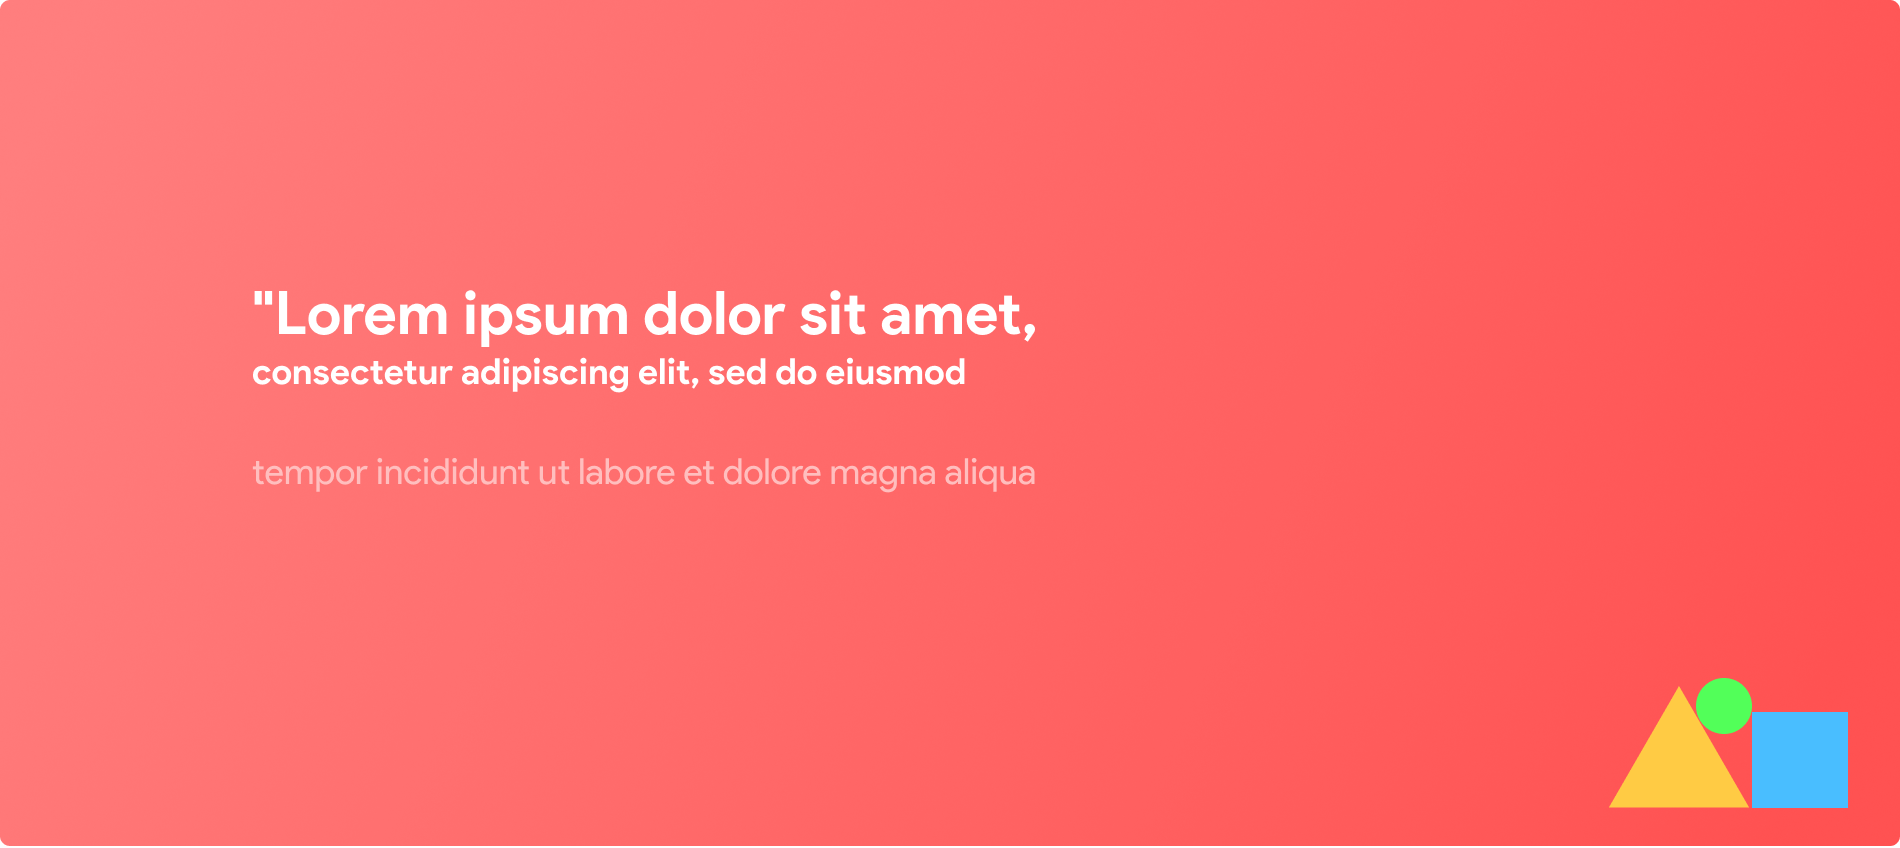 "Lorem ipsum dolor sit amet,
consectetur adipiscing elit, sed do eiusmod
tempor incididunt ut labore et dolore magna aliqua